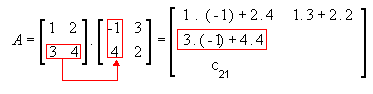 1 2 -1 3 1 . (-1) + 2 . 4 1.3 + 2 . 2
A = . =
3 4 4 2 3 . (-1) + 4 . 4
c21